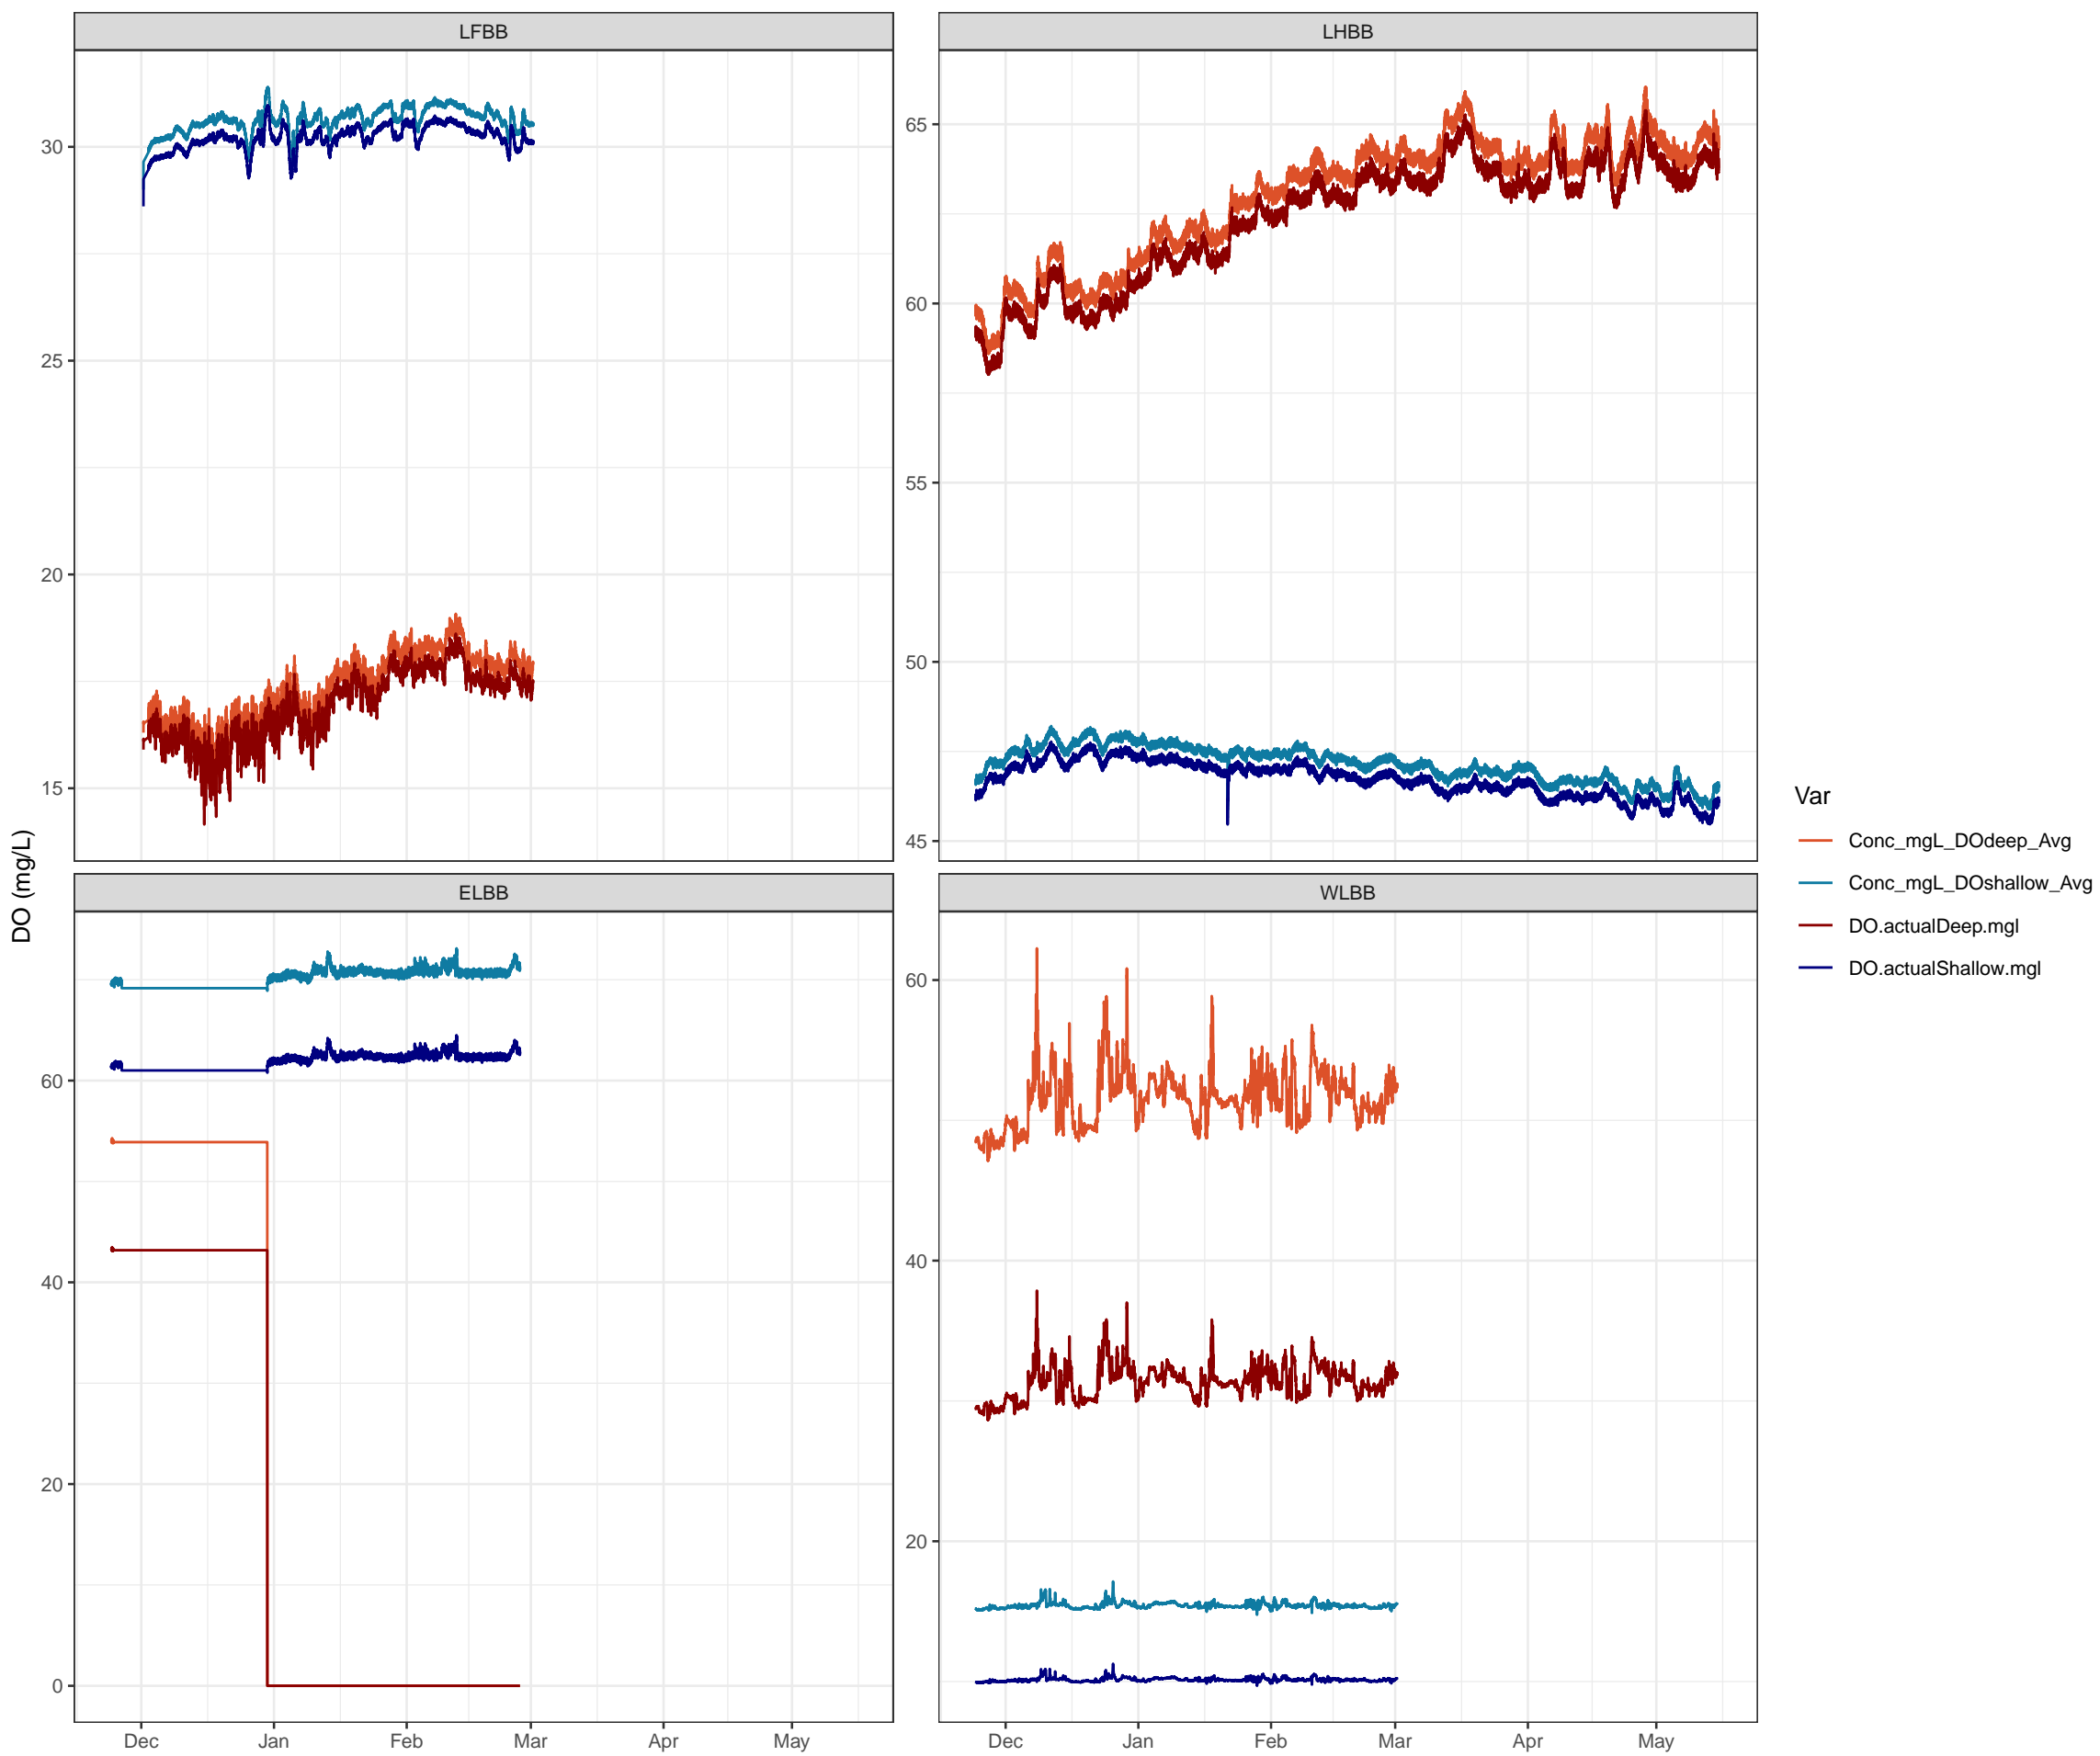 LFBB
LHBB
30
25
20
15
65
60
55
50
45
DO (mg/L)
ELBB
WLBB
60
40
20
0
60
40
20
Dec Jan Feb Mar Apr May
Dec Jan Feb Mar Apr May
Var
Conc_mgL_DOdeep_Avg
Conc_mgL_DOshallow_Avg
DO.actualDeep.mgl
DO.actualShallow.mgl